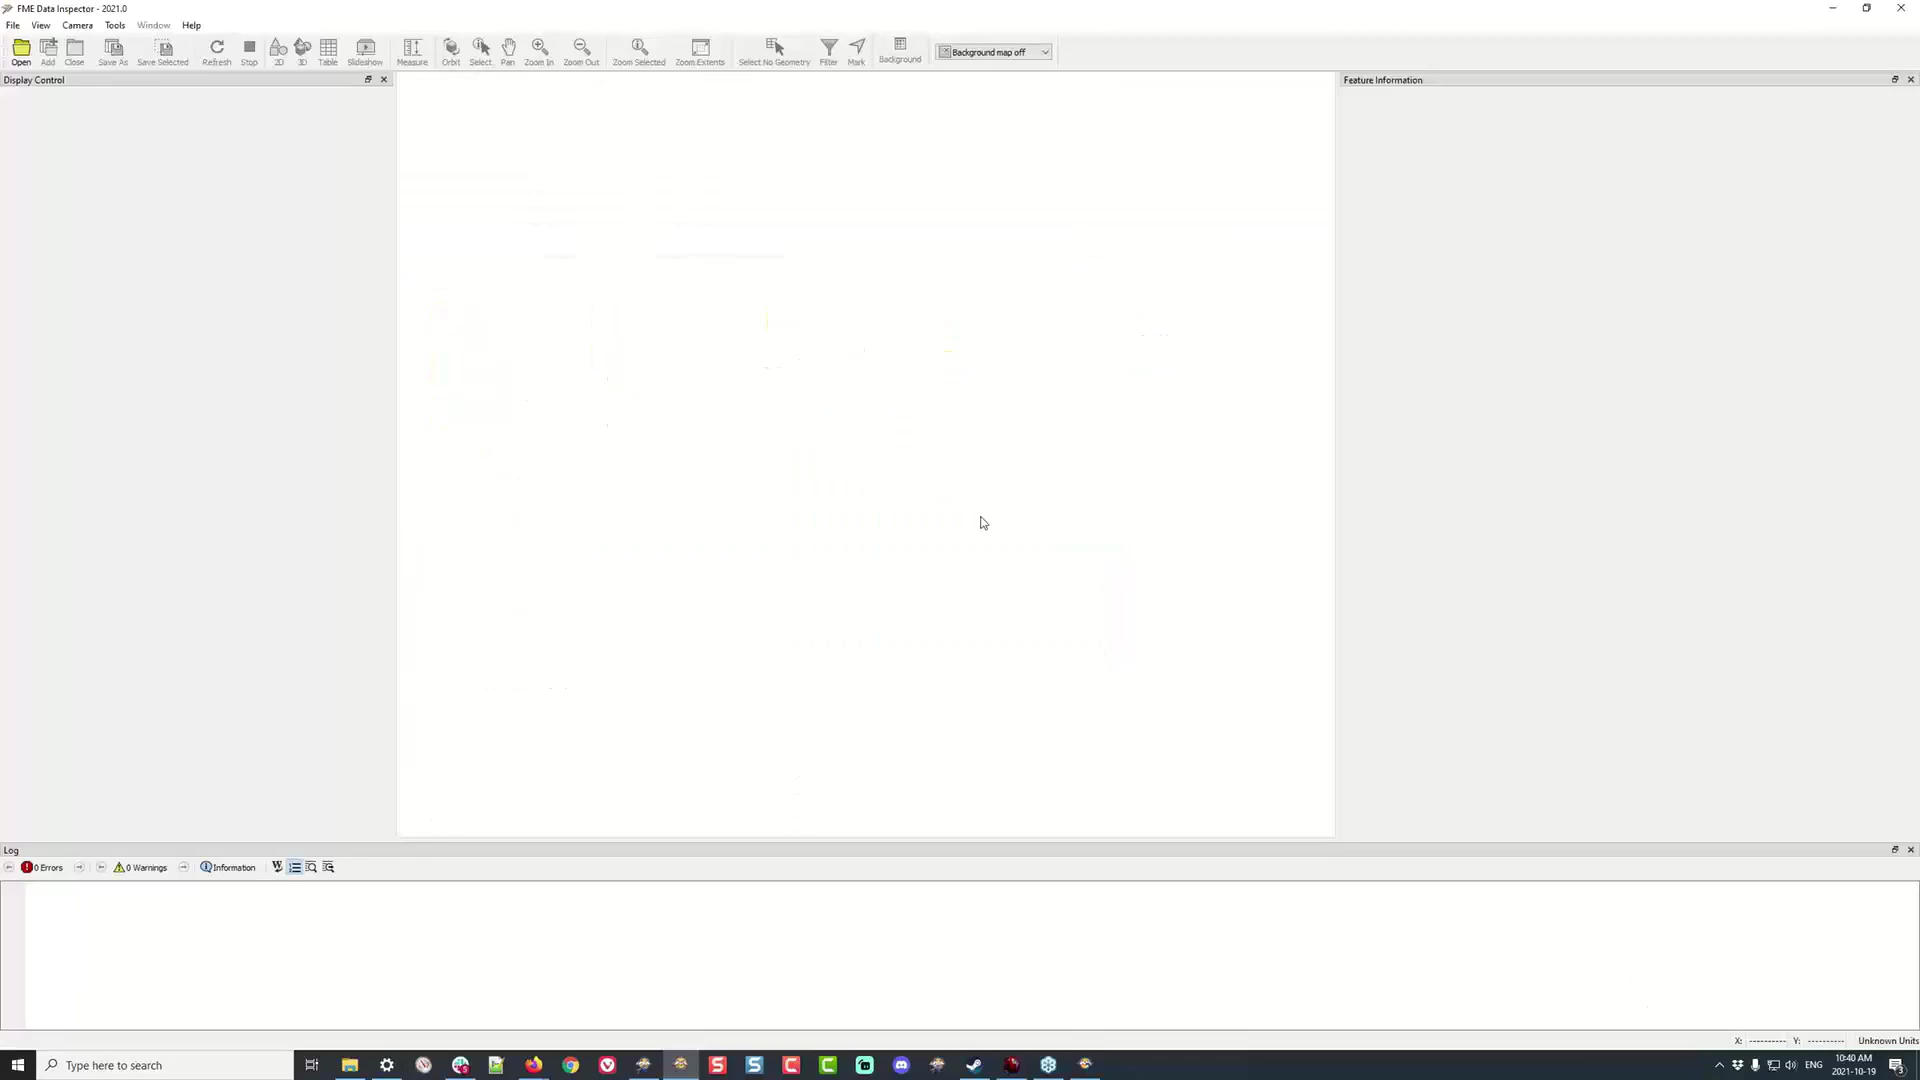 FME Data Inspector - 2021.0
File View Camera Tools Window Help
Open Add Close Save As Save Selected Refresh Stop 2D 3D Table Slideshow Measure Orbit Select Pan Zoom In Zoom Out Zoom Selected Zoom Extents Select No Geometry Filter Mark Background Background map off
Display Control
Feature Information
Log
0 Errors 0 Warnings Information
X: ---------- Y: ---------- Unknown Units
Type here to search
ENG
10:40 AM
2021-10-19